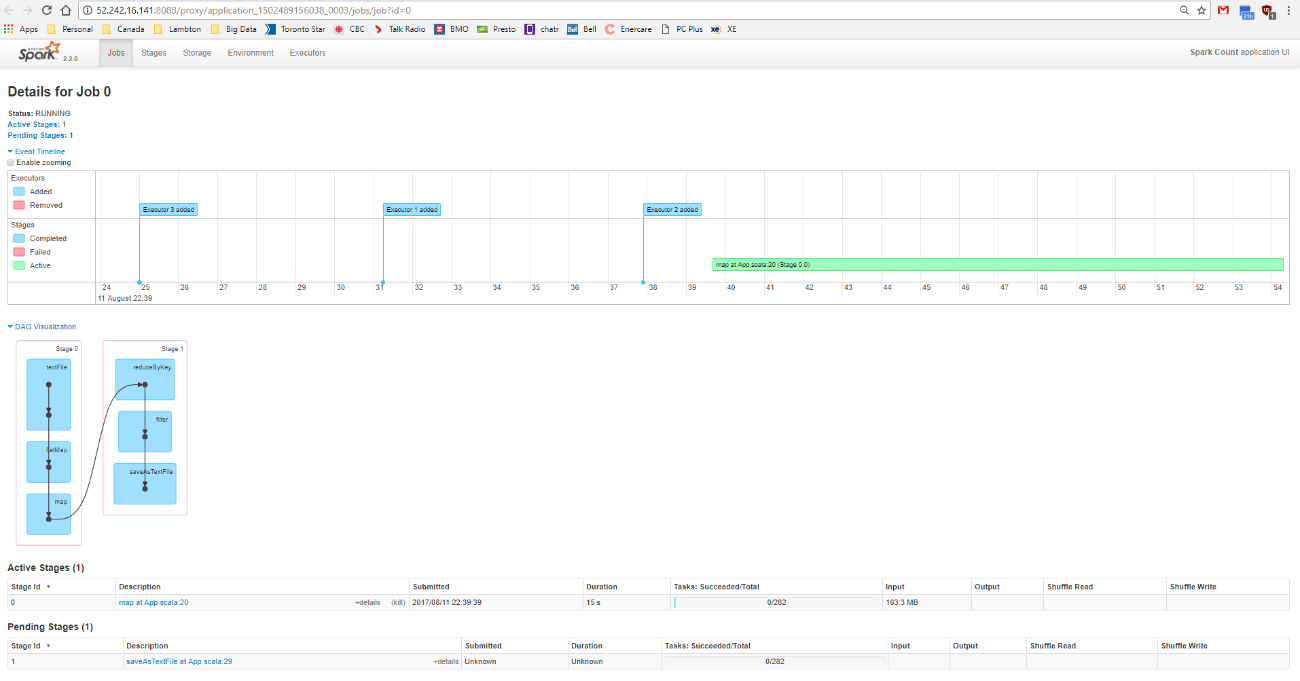 52.242.16.141:8088/proxy/application_1502489156038_0003/jobs/job?id=0
Apps Personal Canada Lambton Big Data Toronto Star CBC Talk Radio BMO Presto chatr Bell Bell Enercare PC Plus XE XE
APACHE Spark 2.2.0 Jobs Stages Storage Environment Executors Spark Count application UI
Details for Job 0
Status: RUNNING
Active Stages: 1
Pending Stages: 1
Event Timeline
Enable zooming
Executors
Added
Removed
Executor 3 added Executor 1 added Executor 2 added
Stages
Completed
Failed
Active
map at App.scala:20 (Stage 0.0)
24 25 26 27 28 29 30 31 32 33 34 35 36 37 38 39 40 41 42 43 44 45 46 47 48 49 50 51 52 53 54
11 August 22:39
DAG Visualization
Stage 0 Stage 1
textFile reduceByKey
filter
flatMap
saveAsTextFile
map
Active Stages (1)
Stage Id Description Submitted Duration Tasks: Succeeded/Total Input Output Shuffle Read Shuffle Write
0 map at App.scala:20 +details (kill) 2017/08/11 22:39:39 15 s 0/282 163.3 MB
Pending Stages (1)
Stage Id Description Submitted Duration Tasks: Succeeded/Total Input Output Shuffle Read Shuffle Write
1 saveAsTextFile at App.scala:29 +details Unknown Unknown 0/282